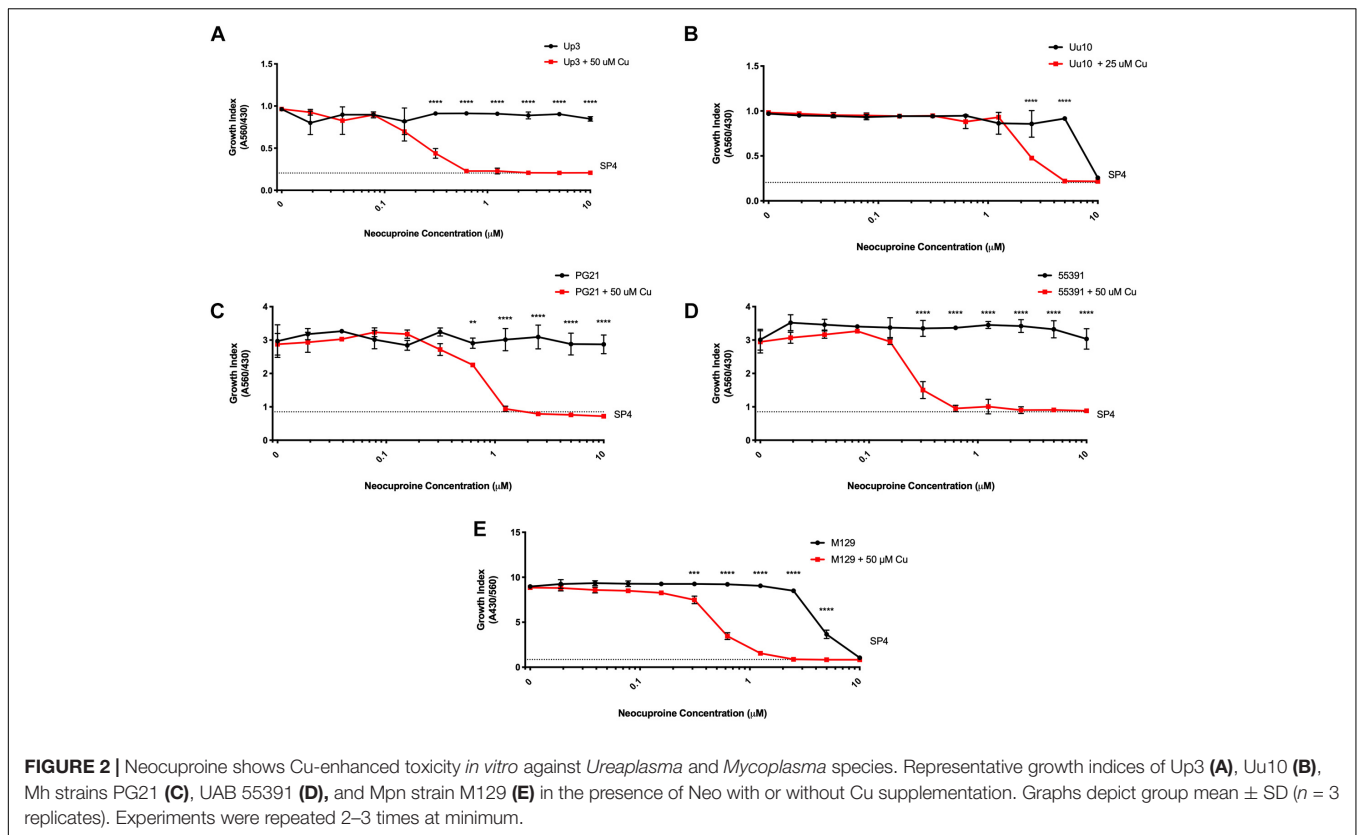 A
Up3
Up3 + 50 uM Cu
Growth Index
(A560/430)
1.5
1.0
0.5
0.0
**** **** **** **** **** ****
SP4
0 0.1 1 10
Neocuproine Concentration (μM)
B
Uu10
Uu10 + 25 uM Cu
Growth Index
(A560/430)
1.5
1.0
0.5
0.0
**** ****
SP4
0 0.1 1 10
Neocuproine Concentration (μM)
C
PG21
PG21 + 50 uM Cu
Growth Index
(A560/430)
4
3
2
1
0
** **** **** **** ****
SP4
0 0.1 1 10
Neocuproine Concentration (μM)
D
55391
55391 + 50 uM Cu
Growth Index
(A560/430)
4
3
2
1
0
**** **** **** **** **** ****
SP4
0 0.1 1 10
Neocuproine Concentration (μM)
E
M129
M129 + 50 μM Cu
Growth Index
(A430/560)
15
10
5
0
*** **** **** **** ****
SP4
0 0.1 1 10
Neocuproine Concentration (μM)
FIGURE 2 | Neocuproine shows Cu-enhanced toxicity in vitro against Ureaplasma and Mycoplasma species. Representative growth indices of Up3 (A), Uu10 (B),
Mh strains PG21 (C), UAB 55391 (D), and Mpn strain M129 (E) in the presence of Neo with or without Cu supplementation. Graphs depict group mean ± SD (n = 3
replicates). Experiments were repeated 2–3 times at minimum.